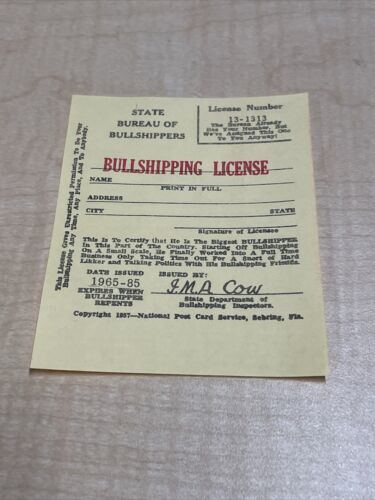 STATE
BUREAU OF
BULLSHIPPERS
License Number
13-1313
The Bureau Already
Has Your Number, But
We've Assigned This One
To You Anyway!
BULLSHIPPING LICENSE
NAME
PRINT IN FULL
ADDRESS
CITY STATE
Signature of Licensee
This Is To Certify that He Is The Biggest BULLSHIPPER
In This Part of The Country. Starting Off Bullshipping
On A Small Scale, He Finally Worked Into A Full Time
Business Only Taking Time Out For A Snort of Hard
Likker and Talking Politics With His Bullshipping Friends.
DATE ISSUED ISSUED BY:
1965-85 I.M.A Cow
EXPIRES WHEN
BULLSHIPPER
REPENTS
State Department of
Bullshipping Inspectors.
Copyright 1957—National Post Card Service, Sebring, Fla.
This License Gives Unrestricted Permission To Do Your
Bullshipping Any Time, Any Place, And To Anybody.